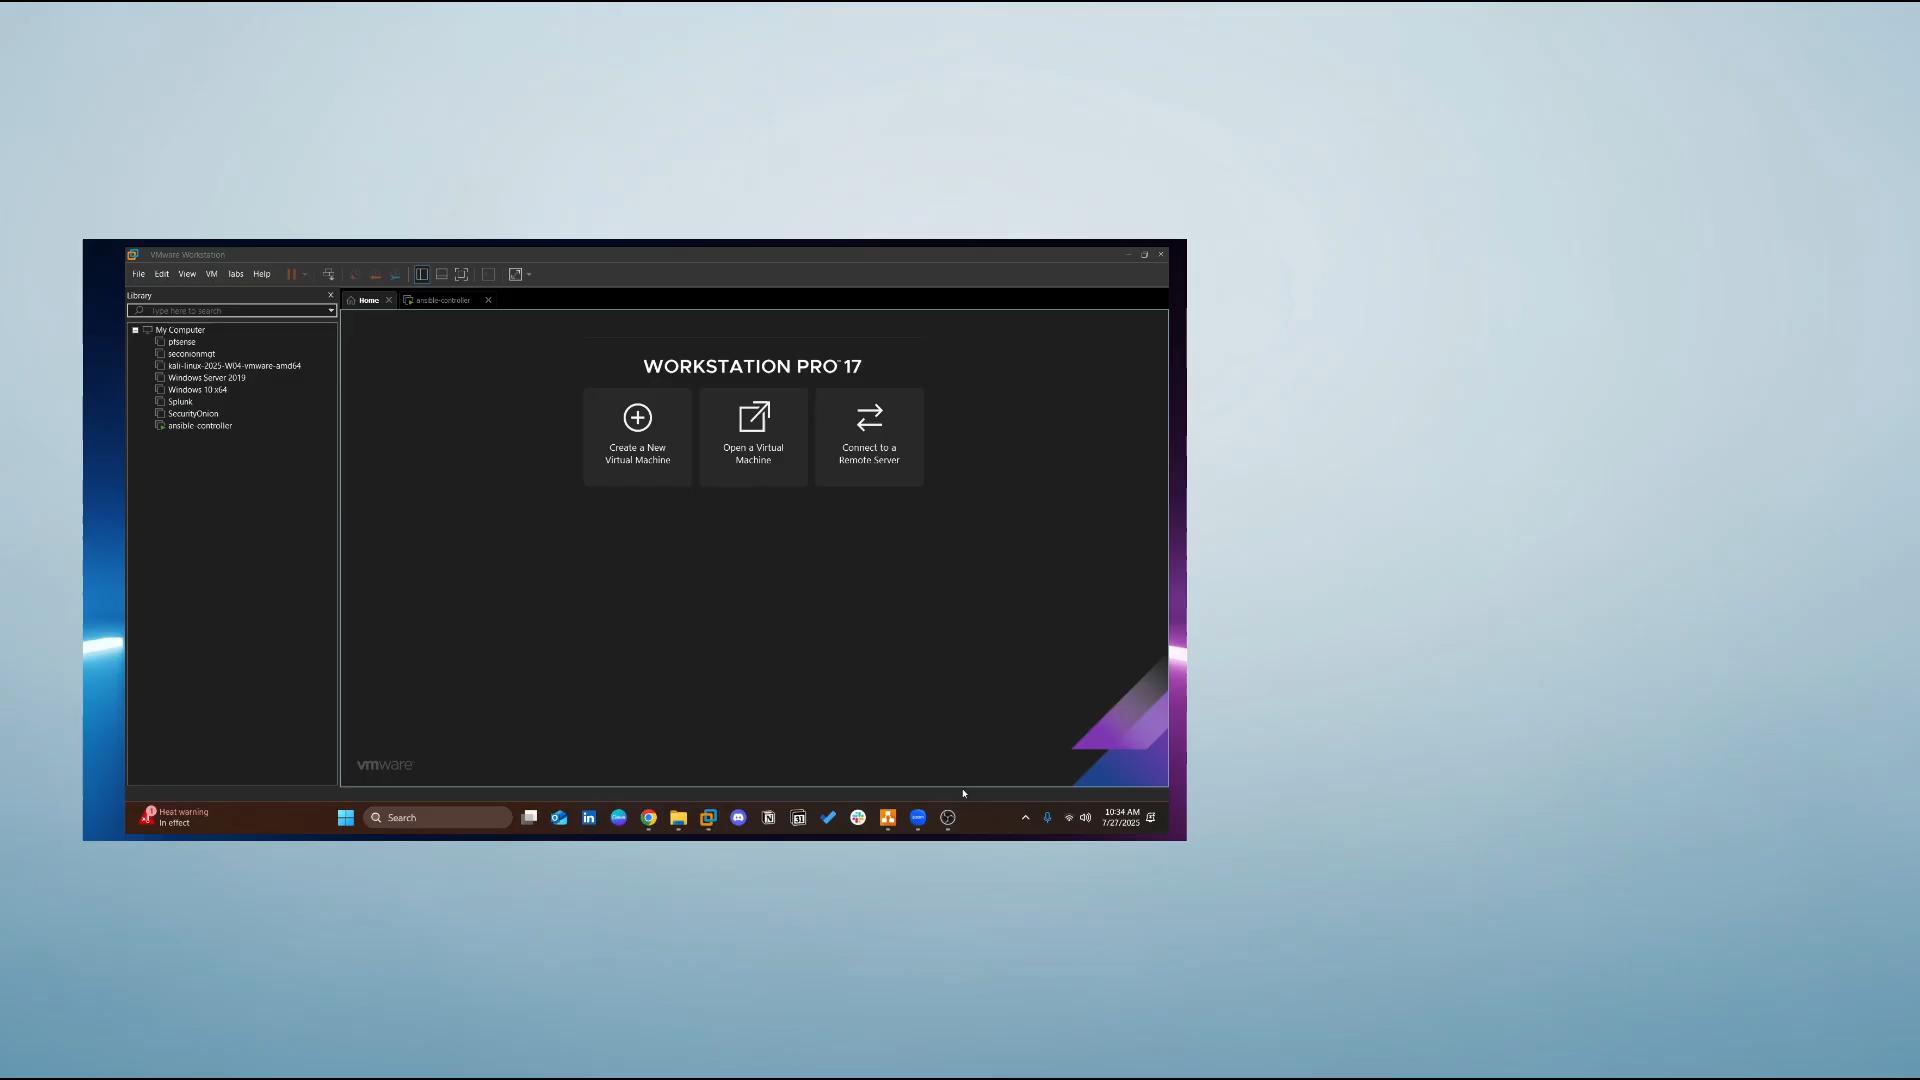 VMware Workstation
File Edit View VM Tabs Help
Library
Type here to search
Home
ansible-controller
My Computer
pfsense
seconionmgt
kali-linux-2025-W04-vmware-amd64
Windows Server 2019
Windows 10 x64
Splunk
SecurityOnion
ansible-controller
WORKSTATION PRO™ 17
Create a New
Virtual Machine
Open a Virtual
Machine
Connect to a
Remote Server
vmware
Heat warning
In effect
Search
10:34 AM
7/27/2025